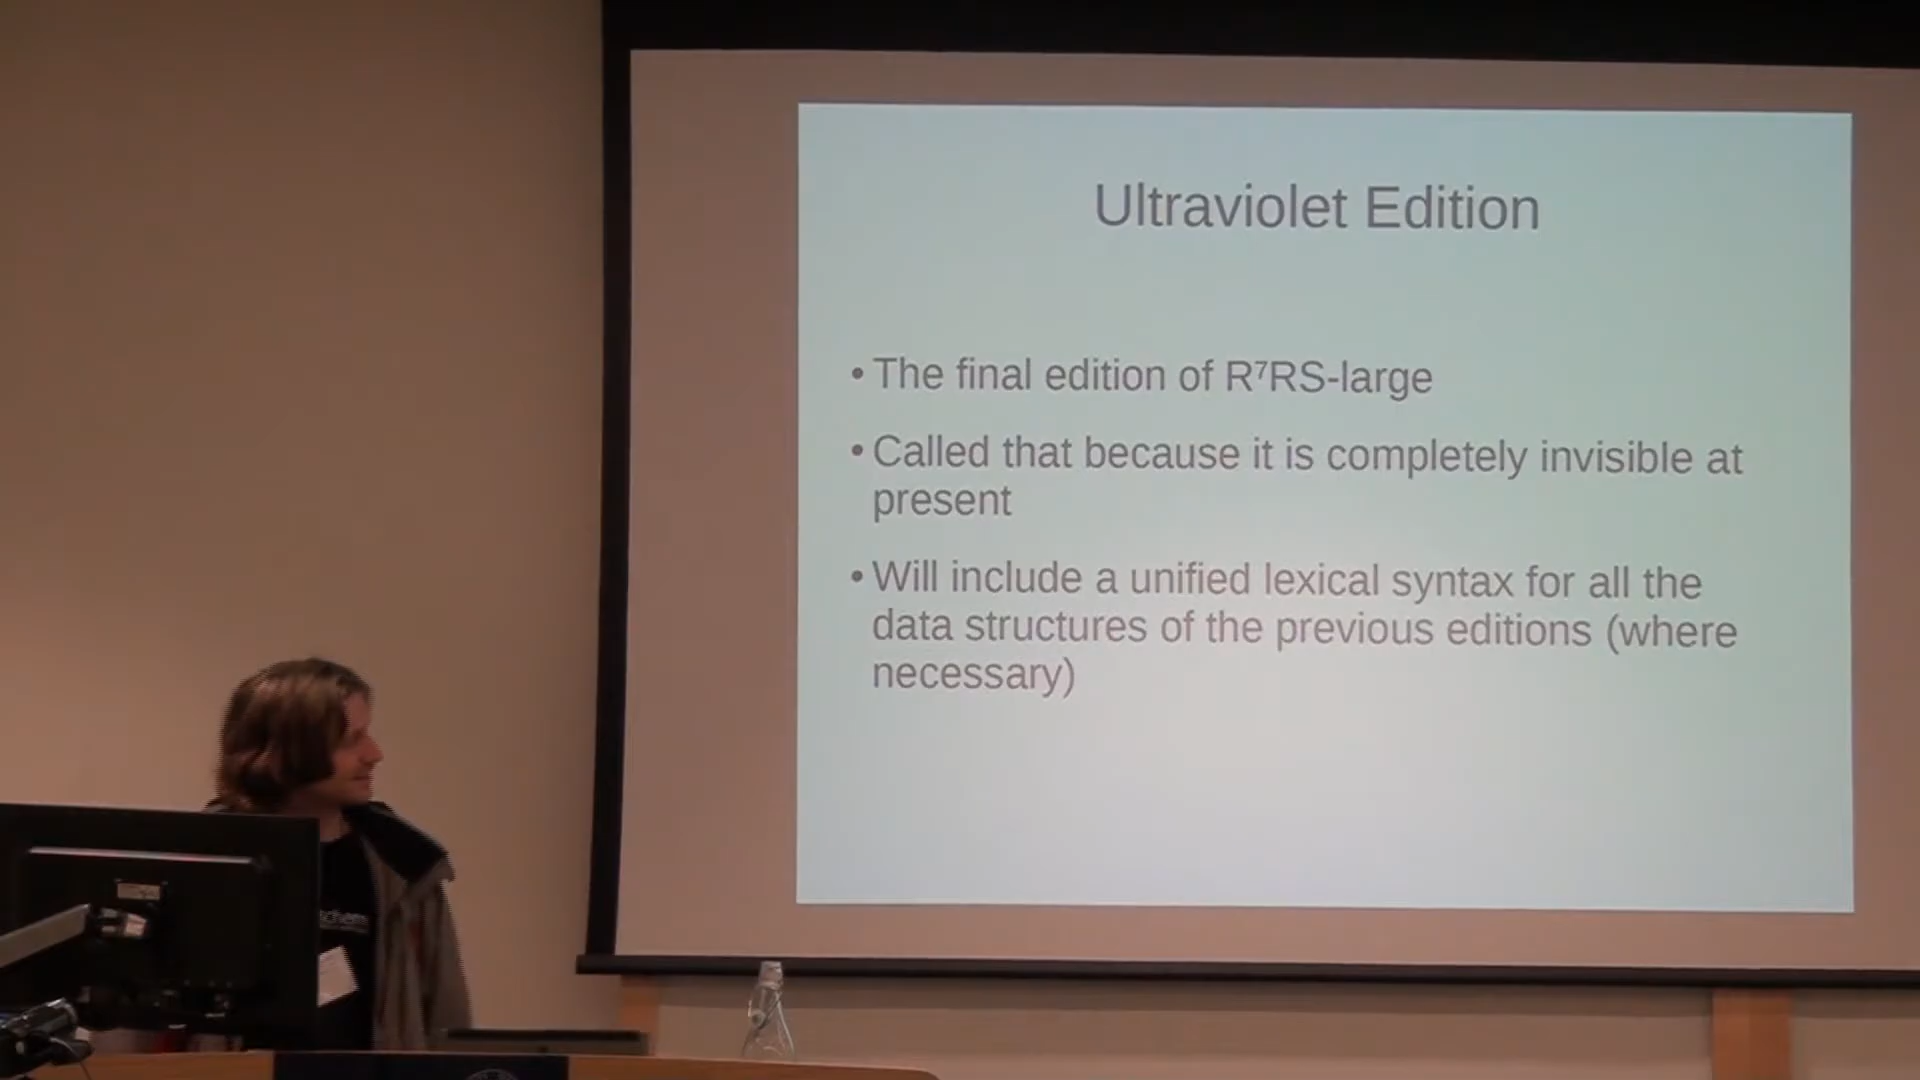 Ultraviolet Edition
• The final edition of R⁷RS-large
• Called that because it is completely invisible at
present
• Will include a unified lexical syntax for all the
data structures of the previous editions (where
necessary)